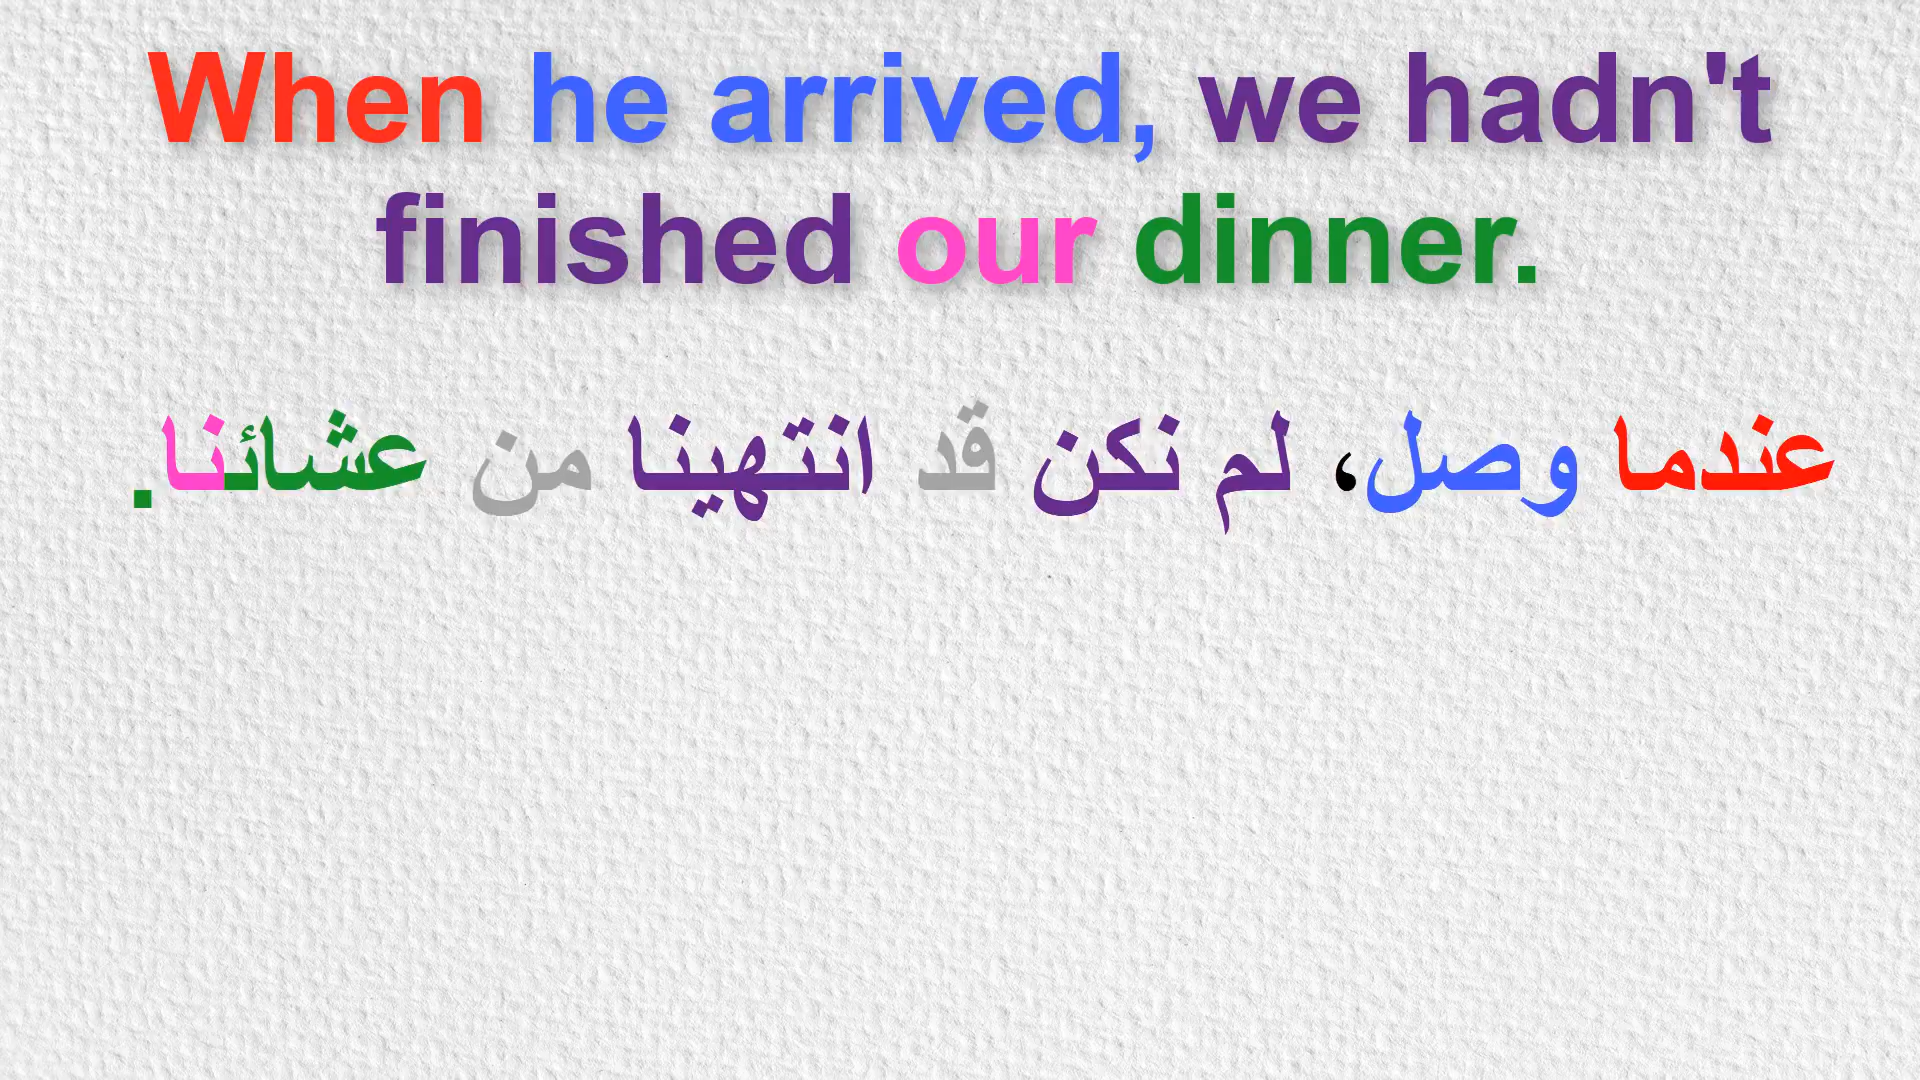 When he arrived, we hadn't
finished our dinner.
عندما وصل، لم نكن قد انتهينا من عشائنا.